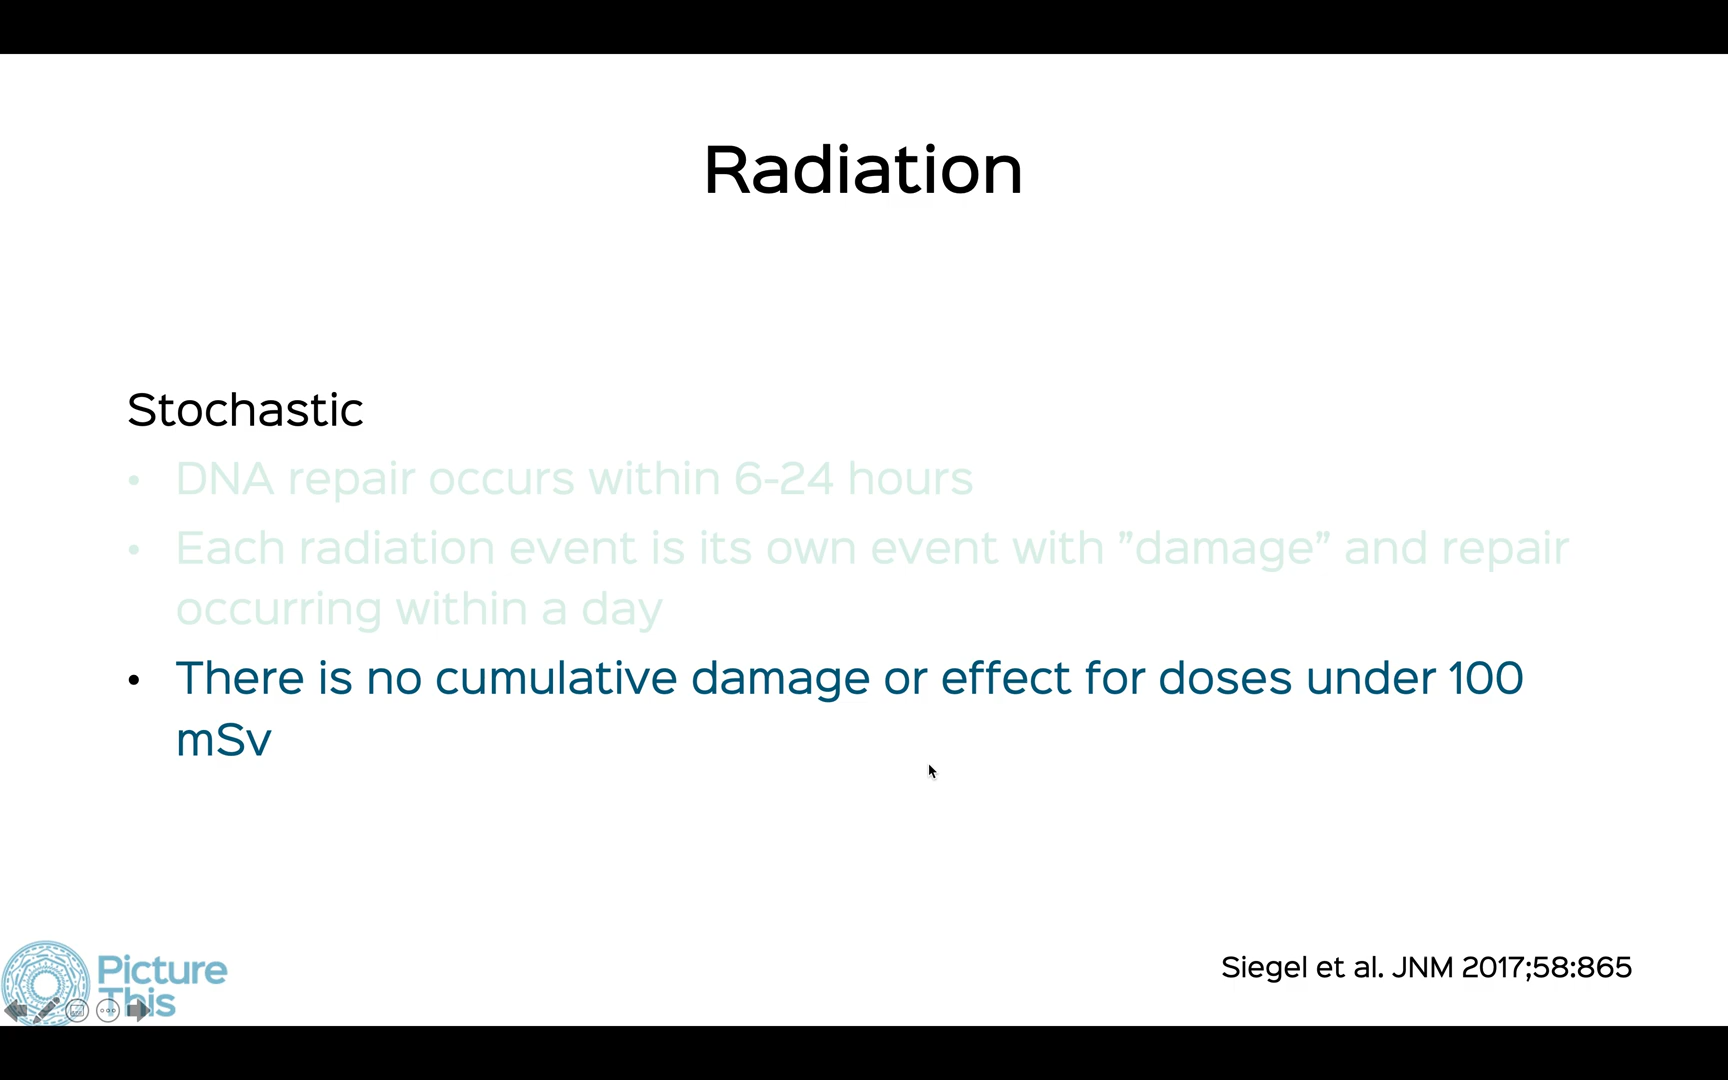 Radiation
Stochastic
• DNA repair occurs within 6-24 hours
• Each radiation event is its own event with ”damage” and repair
occurring within a day
• There is no cumulative damage or effect for doses under 100
mSv
Siegel et al. JNM 2017;58:865
Picture
This